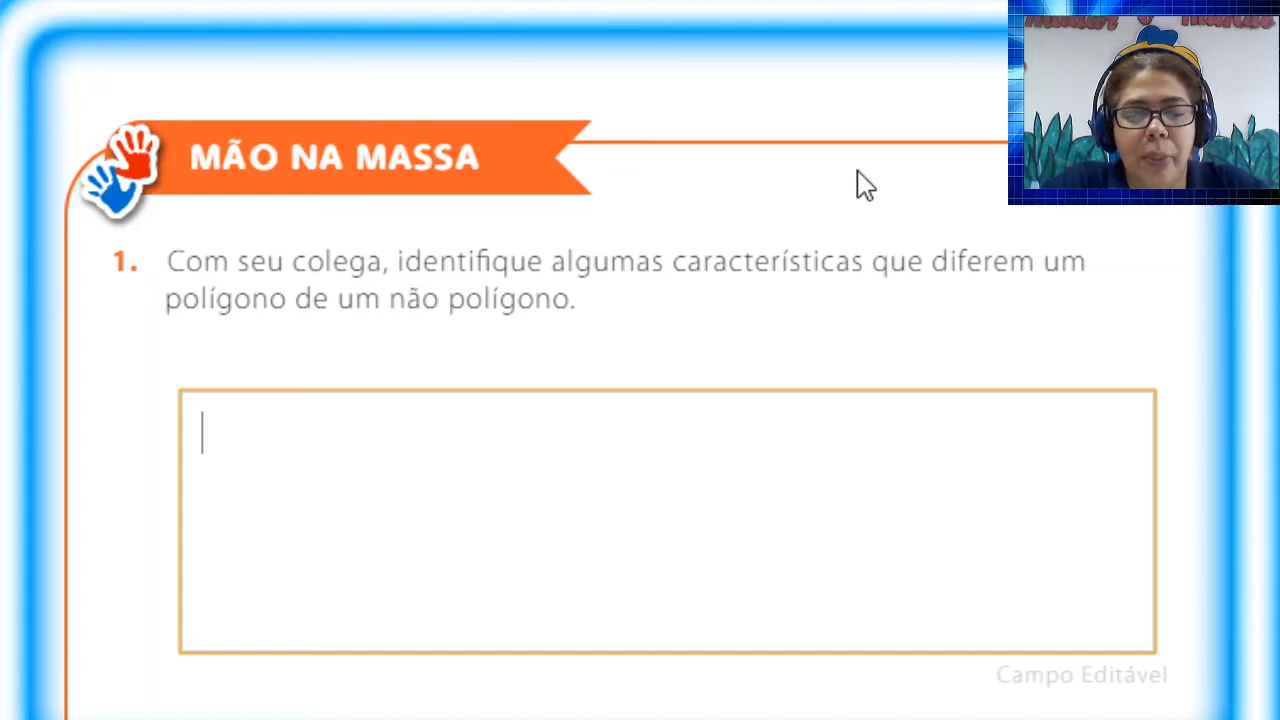 MÃO NA MASSA
1. Com seu colega, identifique algumas características que diferem um
polígono de um não polígono.
Campo Editável